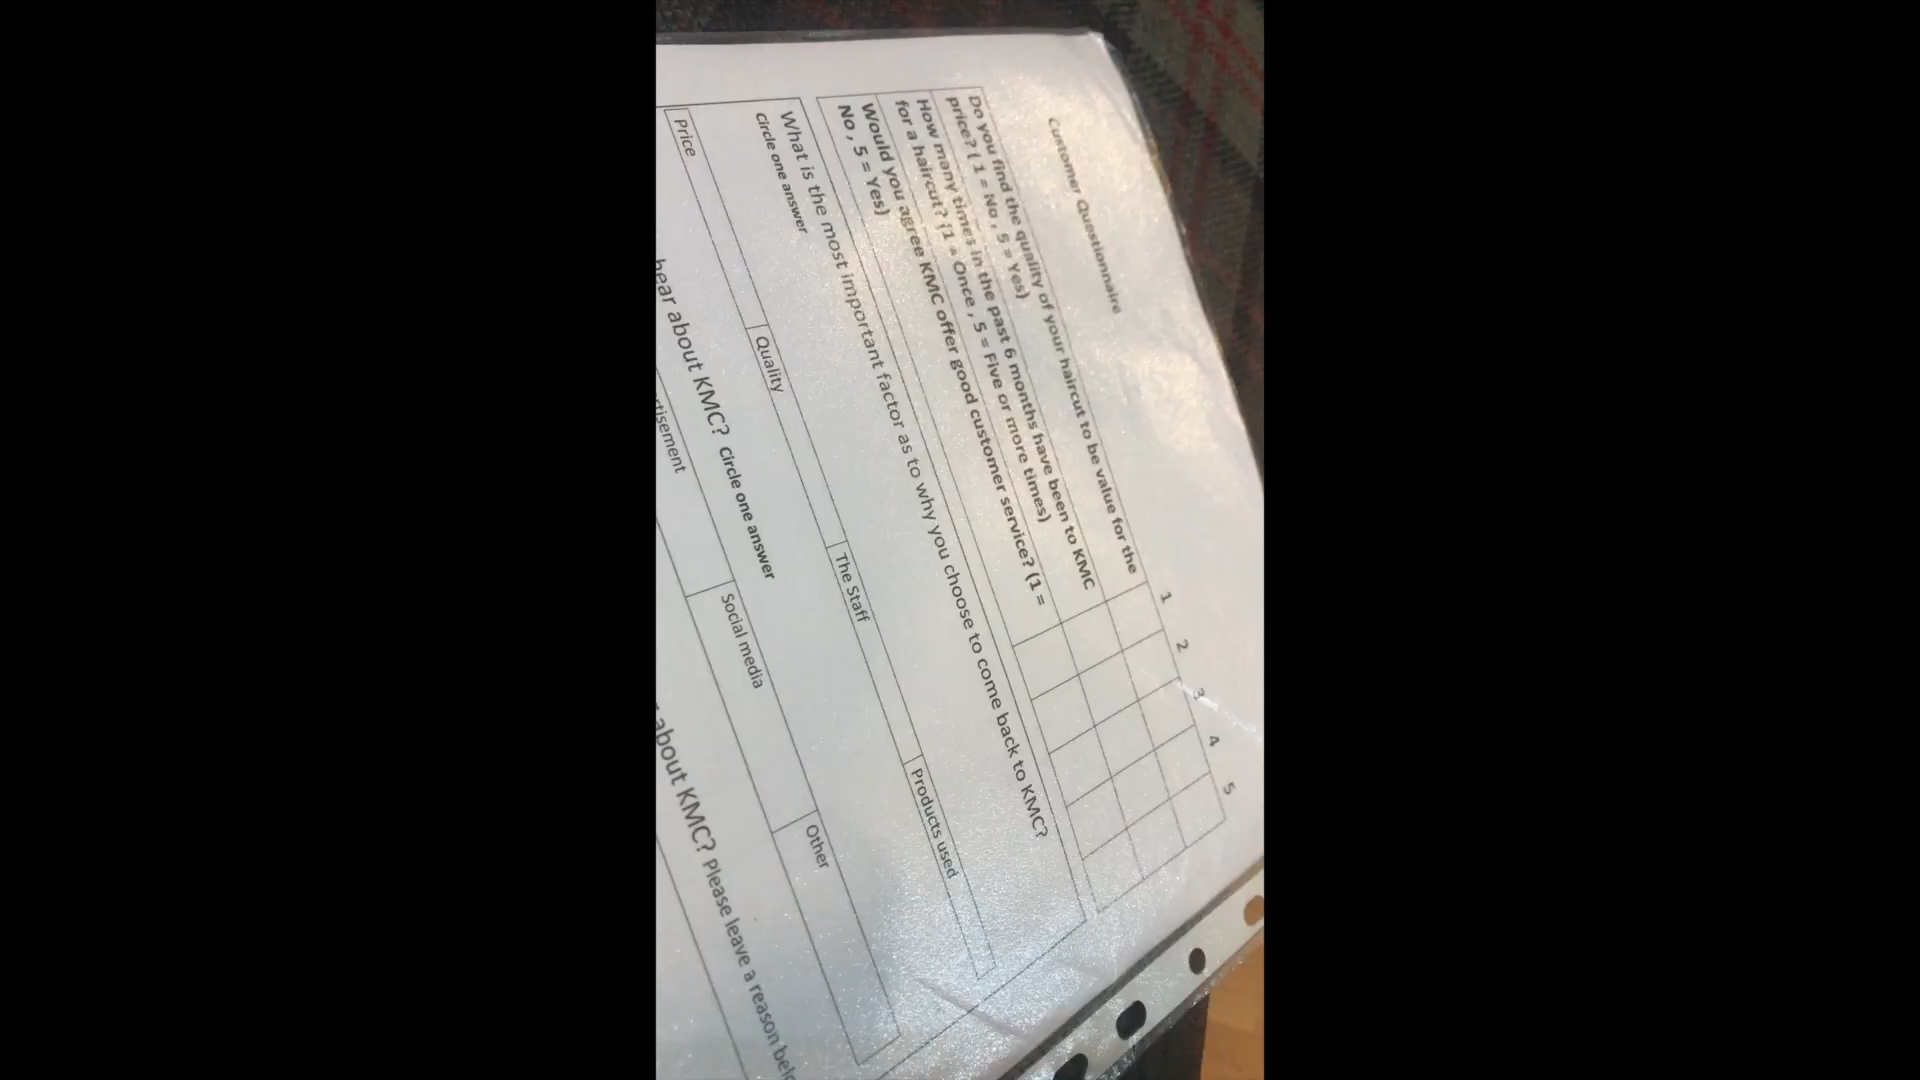 Customer Questionnaire
1 2 3 4 5
Do you find the quality of your haircut to be value for the
price? ( 1 = No , 5 = Yes)
How many times in the past 6 months have been to KMC
for a haircut? (1 = Once , 5 = Five or more times)
Would you agree KMC offer good customer service? (1 =
No , 5 = Yes)
What is the most important factor as to why you choose to come back to KMC?
Circle one answer
Price Quality The Staff Products used
hear about KMC? Circle one answer
Social media Other
about KMC? Please leave a reason